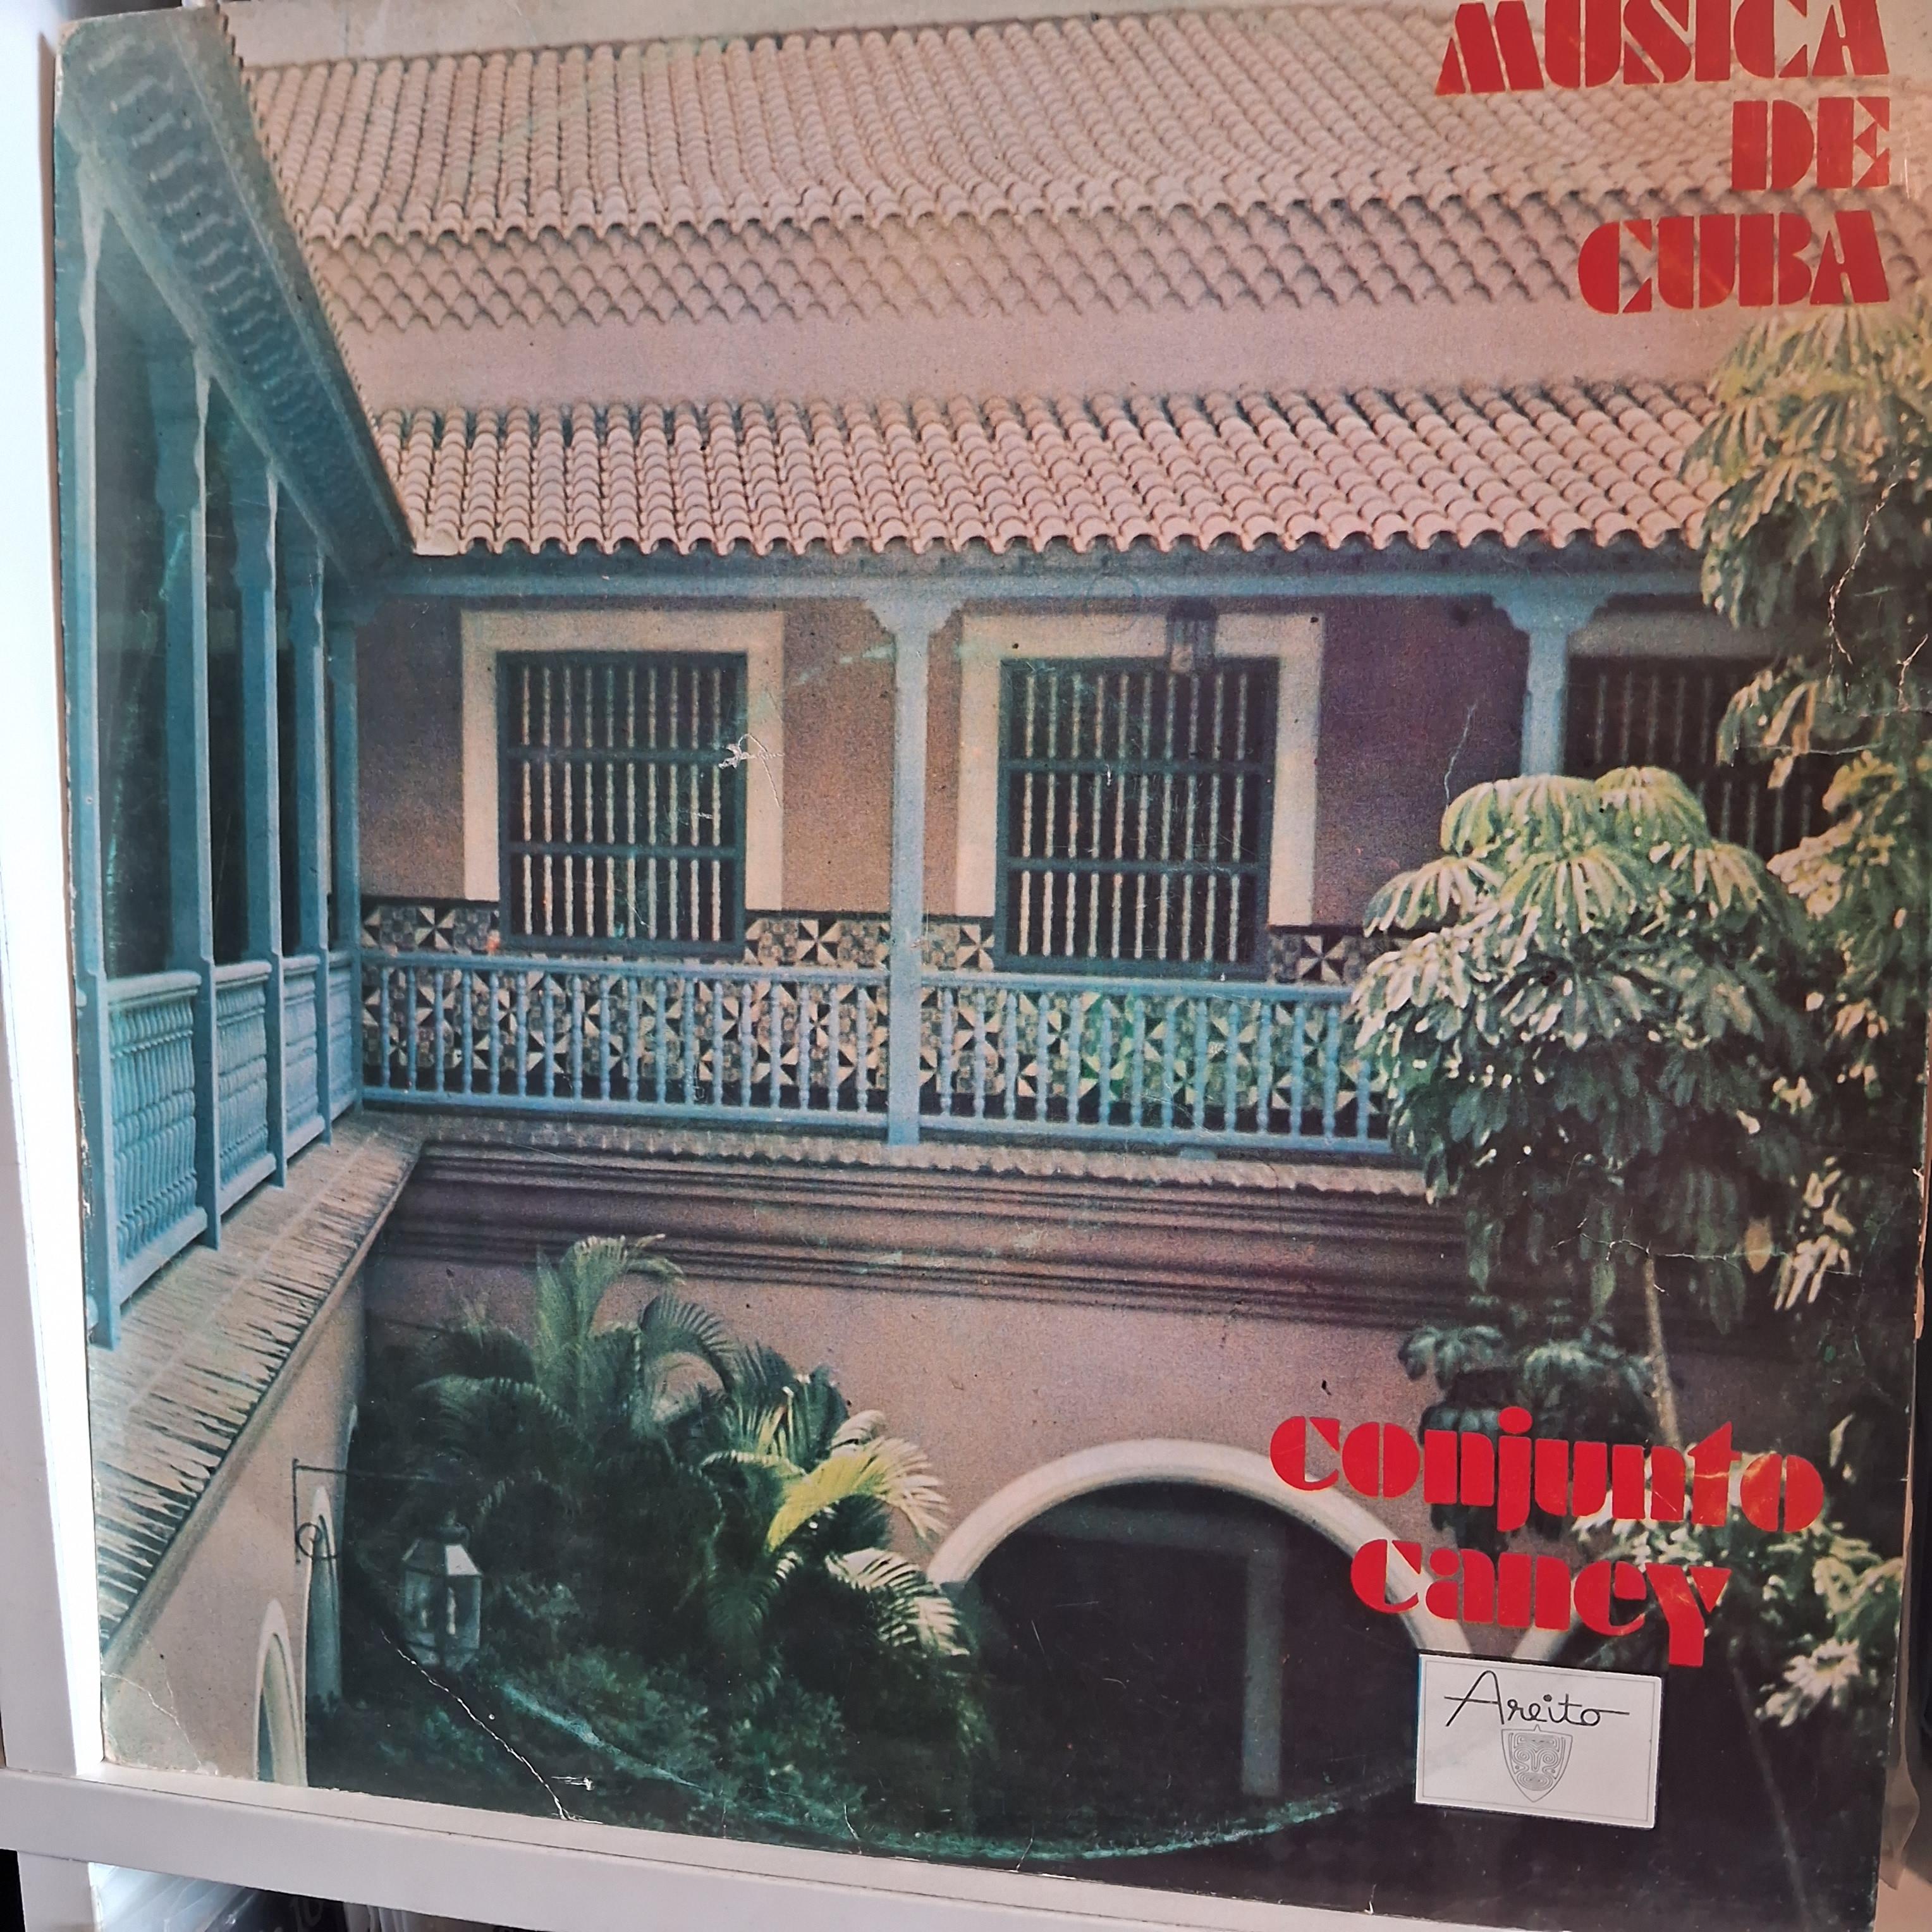 MUSICA
DE
CUBA
conjunto
caney
Areito